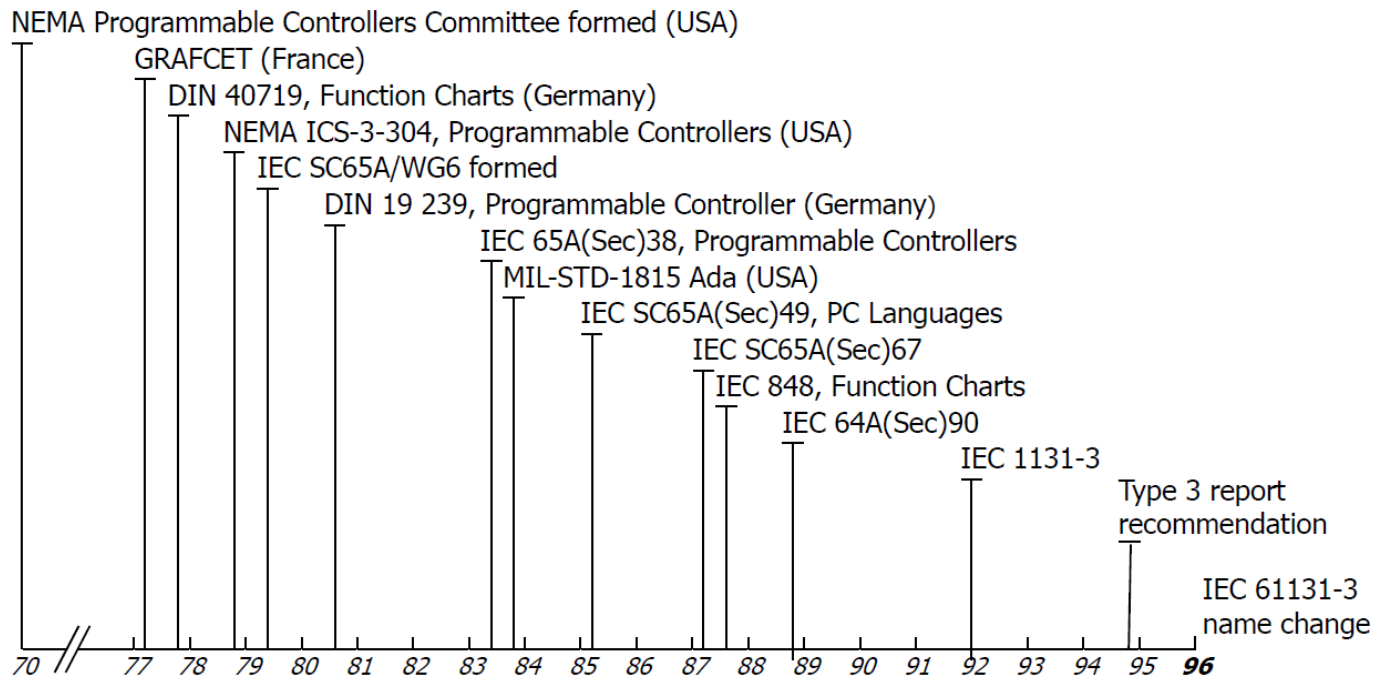 NEMA Programmable Controllers Committee formed (USA)
GRAFCET (France)
DIN 40719, Function Charts (Germany)
NEMA ICS-3-304, Programmable Controllers (USA)
IEC SC65A/WG6 formed
DIN 19 239, Programmable Controller (Germany)
IEC 65A(Sec)38, Programmable Controllers
MIL-STD-1815 Ada (USA)
IEC SC65A(Sec)49, PC Languages
IEC SC65A(Sec)67
IEC 848, Function Charts
IEC 64A(Sec)90
IEC 1131-3
Type 3 report
recommendation
IEC 61131-3
name change
70 77 78 79 80 81 82 83 84 85 86 87 88 89 90 91 92 93 94 95 96